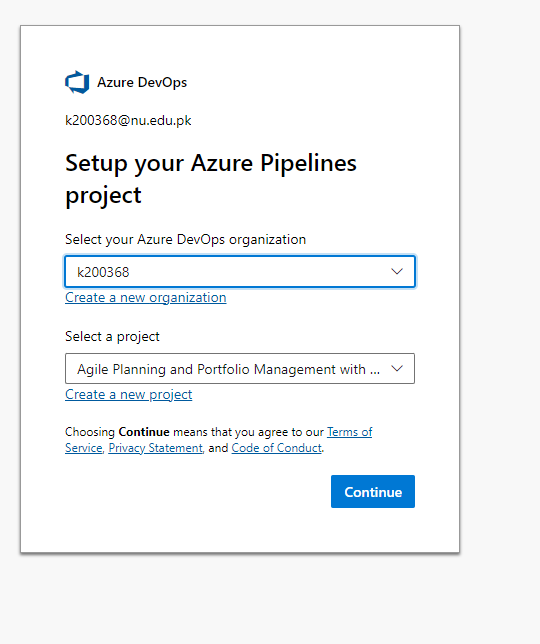 Azure DevOps
k200368@nu.edu.pk
Setup your Azure Pipelines
project
Select your Azure DevOps organization
k200368
Create a new organization
Select a project
Agile Planning and Portfolio Management with ...
Create a new project
Choosing Continue means that you agree to our Terms of
Service, Privacy Statement, and Code of Conduct.
Continue